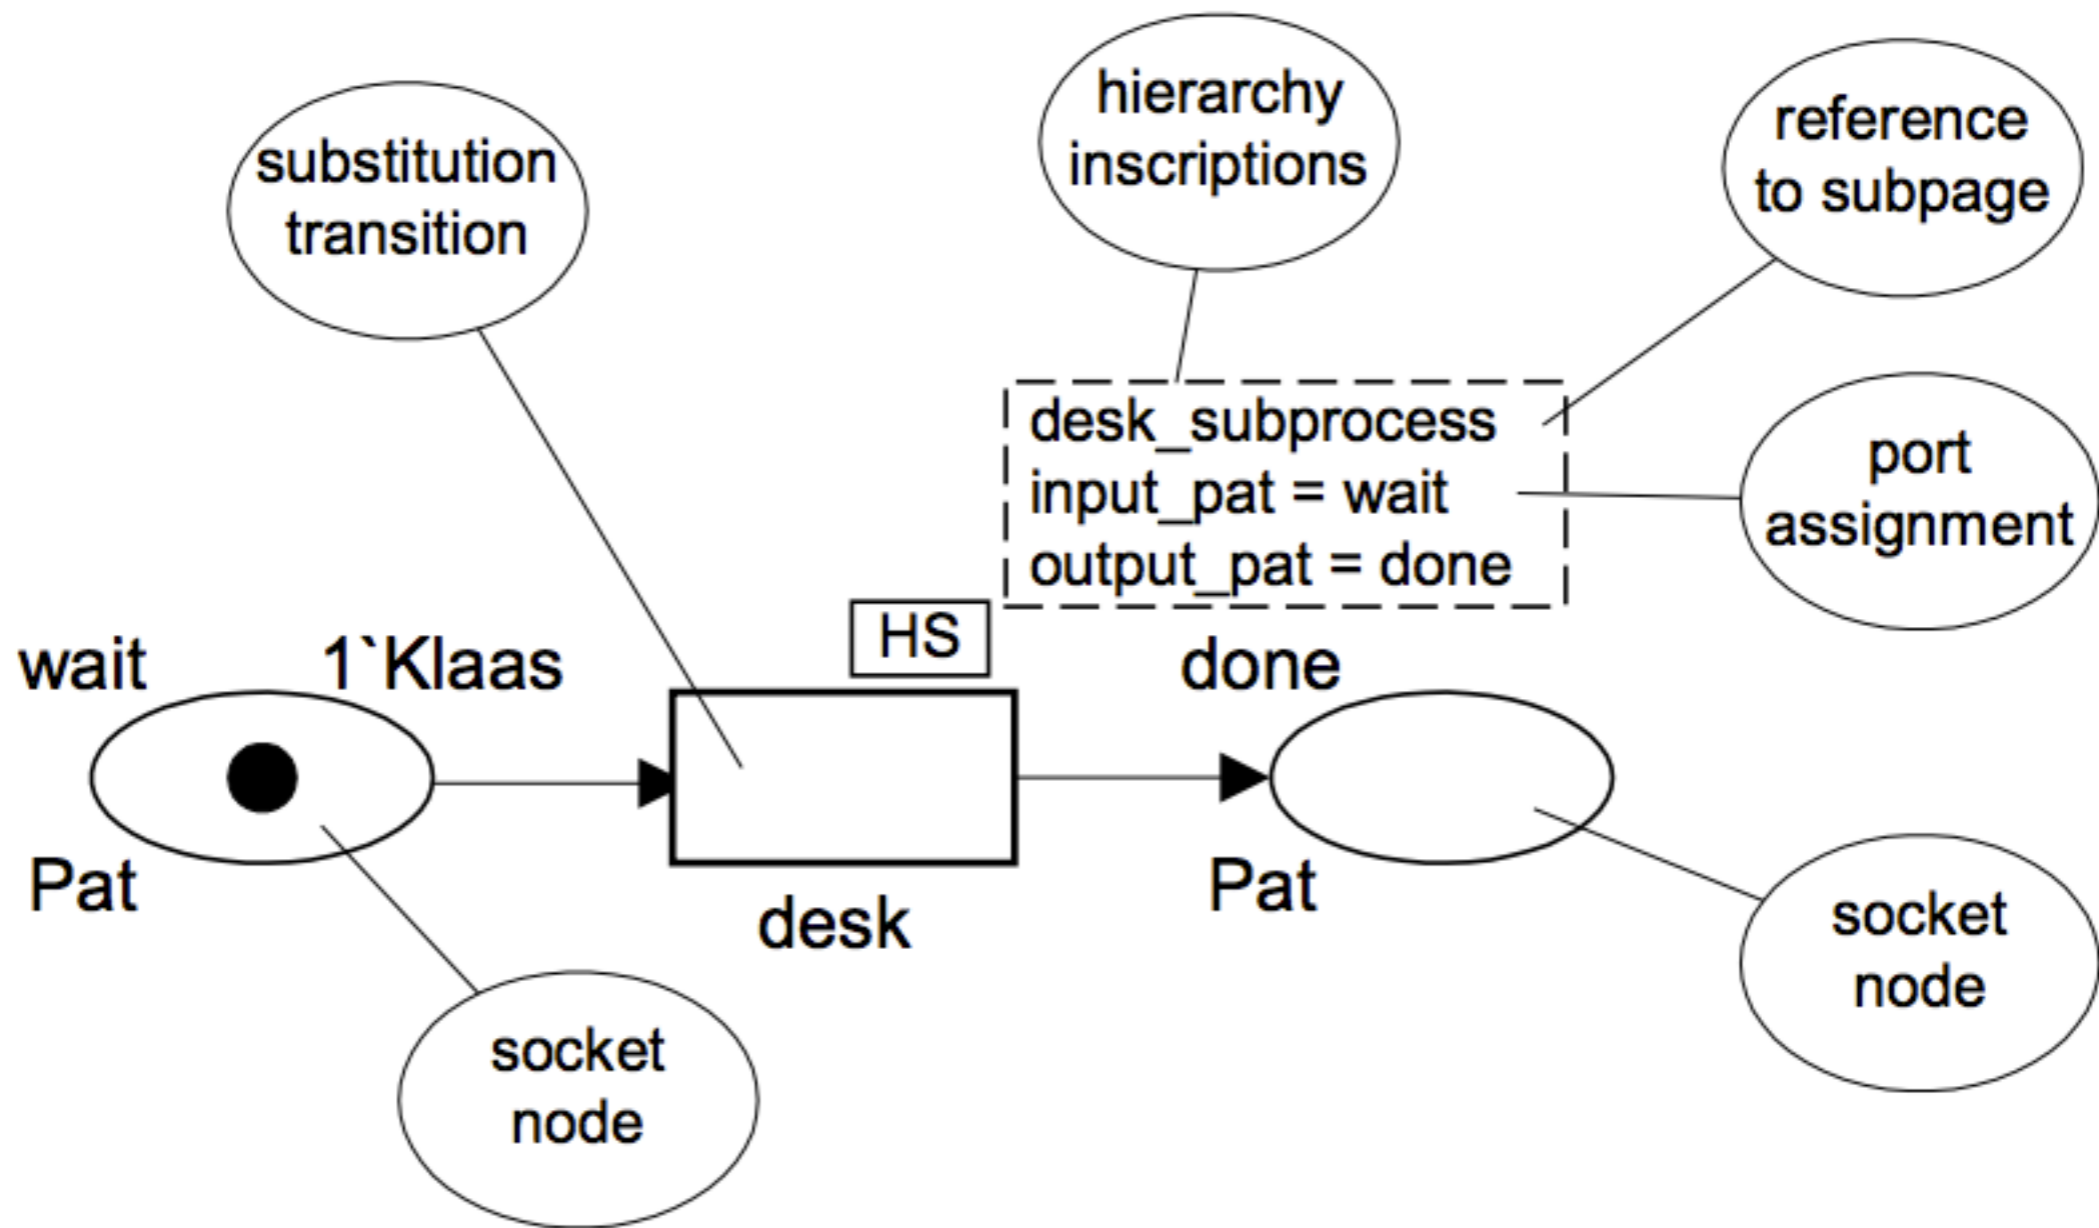 hierarchy
inscriptions
reference
to subpage
substitution
transition
desk_subprocess
input_pat = wait
output_pat = done
port
assignment
HS
wait
1`Klaas
done
Pat
desk
Pat
socket
node
socket
node